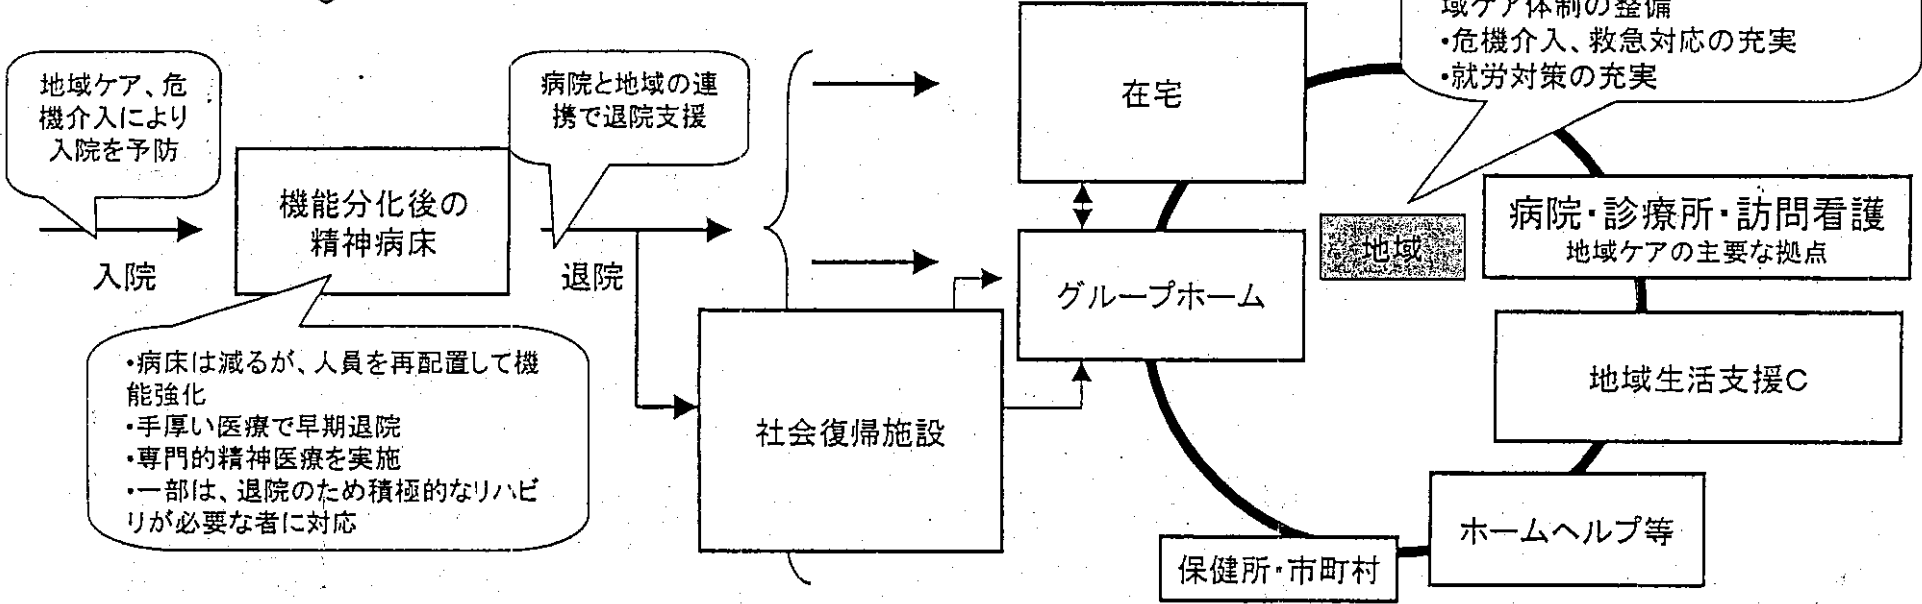 域ケア体制の整備
・危機介入、救急対応の充実
・就労対策の充実
地域ケア、危
機介入により
入院を予防
病院と地域の連
携で退院支援
在宅
機能分化後の
精神病床
入院
退院
病院・診療所・訪問看護
地域ケアの主要な拠点
地域
グループホーム
・病床は減るが、人員を再配置して機
能強化
・手厚い医療で早期退院
・専門的精神医療を実施
・一部は、退院のため積極的なリハビ
リが必要な者に対応
社会復帰施設
地域生活支援C
ホームヘルプ等
保健所・市町村